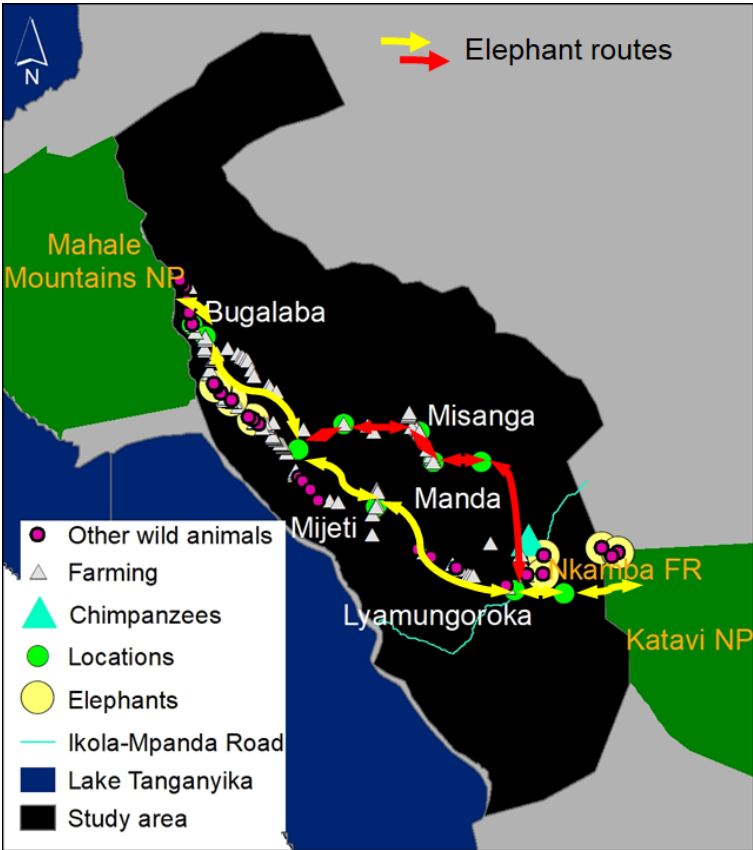 N
Elephant routes
Mahale
Mountains NP
Bugalaba
Misanga
Manda
Mijeti
Nkamba FR
Lyamungoroka
Katavi NP
Other wild animals
Farming
Chimpanzees
Locations
Elephants
Ikola-Mpanda Road
Lake Tanganyika
Study area